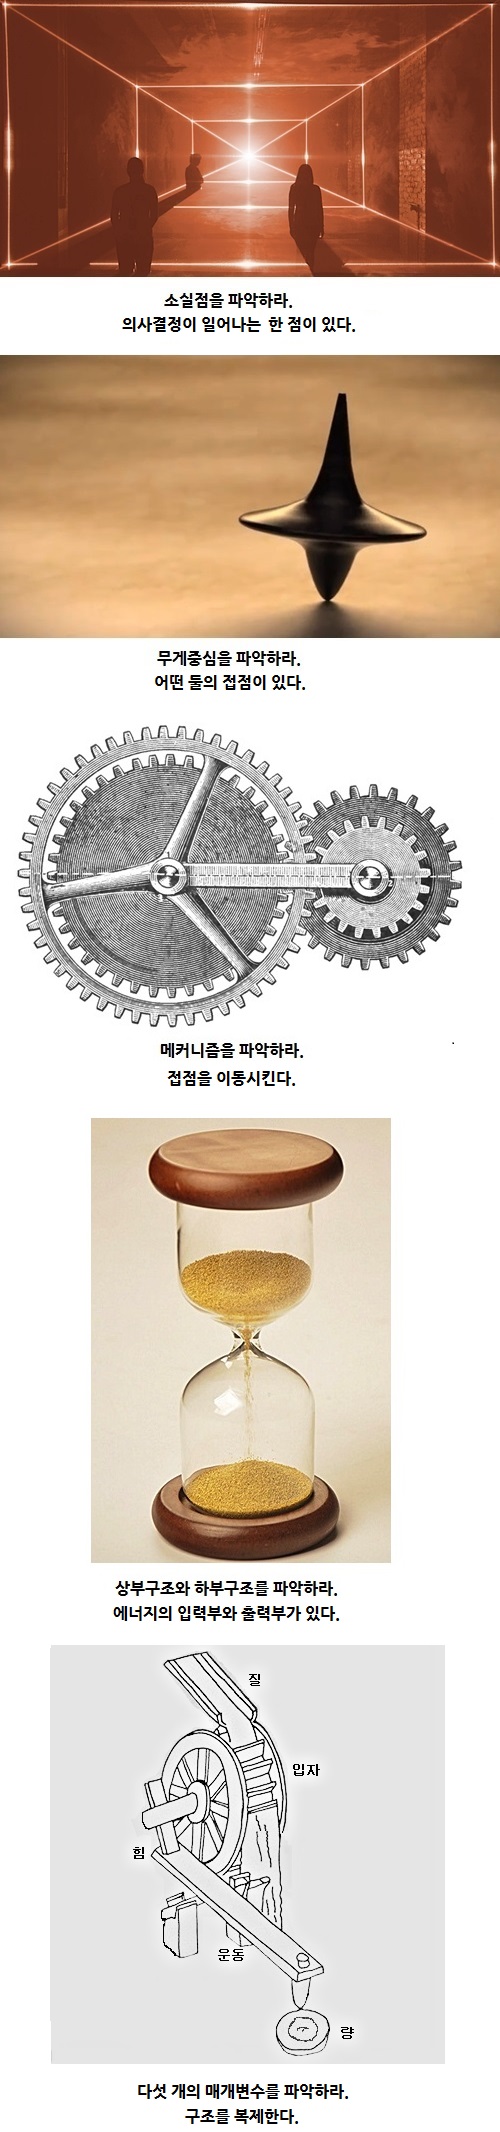 소실점을 파악하라.
의사결정이 일어나는 한 점이 있다.
무게중심을 파악하라.
어떤 둘의 접점이 있다.
메커니즘을 파악하라.
접점을 이동시킨다.
상부구조와 하부구조를 파악하라.
에너지의 입력부와 출력부가 있다.
질
입자
힘
운동
량
다섯 개의 매개변수를 파악하라.
구조를 복제한다.